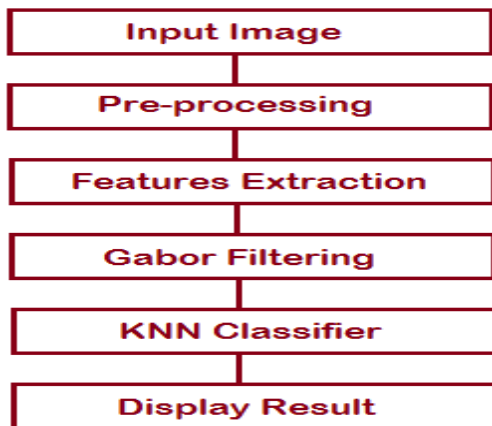 Input Image
Pre-processing
Features Extraction
Gabor Filtering
KNN Classifier
Display Result